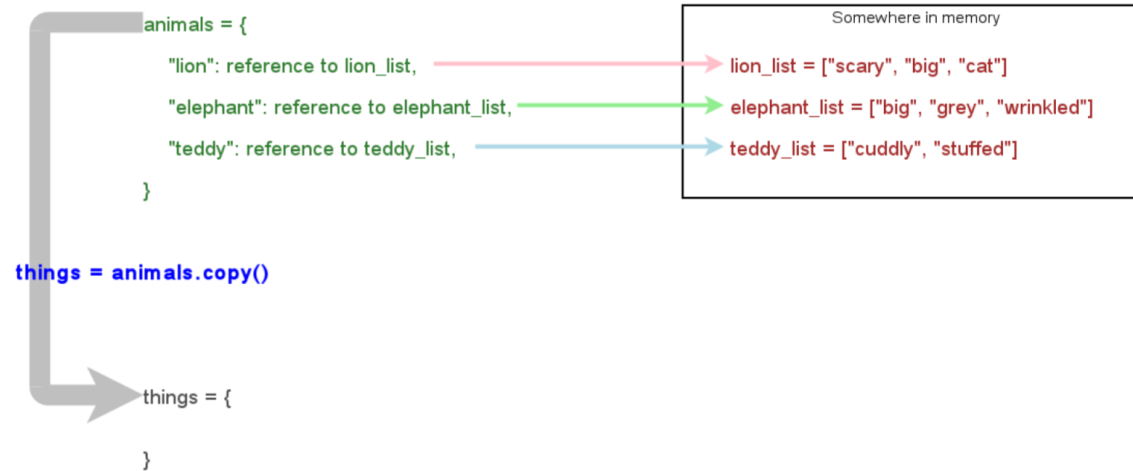 animals = {
Somewhere in memory
"lion": reference to lion_list,
lion_list = ["scary", "big", "cat"]
"elephant": reference to elephant_list,
elephant_list = ["big", "grey", "wrinkled"]
"teddy": reference to teddy_list,
teddy_list = ["cuddly", "stuffed"]
}
things = animals.copy()
things = {
}